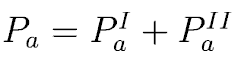 $P_a = P_a^I + P_a^{II}$